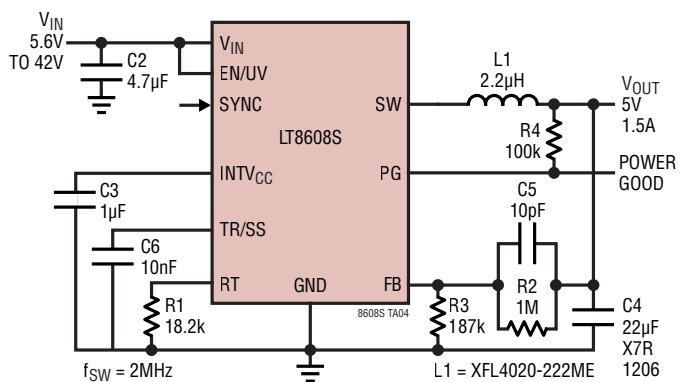 VIN
5.6V
TO 42V
C2
4.7µF
VIN
EN/UV
SYNC
LT8608S
SW
L1
2.2µH
VOUT
5V
1.5A
R4
100k
PG
POWER
GOOD
INTVCC
C3
1µF
TR/SS
C6
10nF
C5
10pF
RT
GND
FB
R1
18.2k
R3
187k
R2
1M
C4
22µF
X7R
1206
8608S TA04
fSW = 2MHz
L1 = XFL4020-222ME